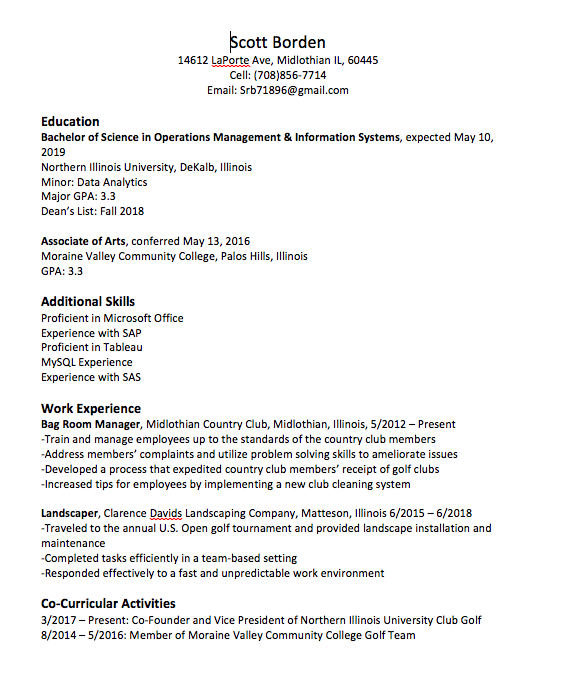 Scott Borden
14612 LaPorte Ave, Midlothian IL, 60445
Cell: (708)856-7714
Email: Srb71896@gmail.com
Education
Bachelor of Science in Operations Management & Information Systems, expected May 10,
2019
Northern Illinois University, DeKalb, Illinois
Minor: Data Analytics
Major GPA: 3.3
Dean's List: Fall 2018
Associate of Arts, conferred May 13, 2016
Moraine Valley Community College, Palos Hills, Illinois
GPA: 3.3
Additional Skills
Proficient in Microsoft Office
Experience with SAP
Proficient in Tableau
MySQL Experience
Experience with SAS
Work Experience
Bag Room Manager, Midlothian Country Club, Midlothian, Illinois, 5/2012 – Present
-Train and manage employees up to the standards of the country club members
-Address members' complaints and utilize problem solving skills to ameliorate issues
-Developed a process that expedited country club members' receipt of golf clubs
-Increased tips for employees by implementing a new club cleaning system
Landscaper, Clarence Davids Landscaping Company, Matteson, Illinois 6/2015 – 6/2018
-Traveled to the annual U.S. Open golf tournament and provided landscape installation and
maintenance
-Completed tasks efficiently in a team-based setting
-Responded effectively to a fast and unpredictable work environment
Co-Curricular Activities
3/2017 – Present: Co-Founder and Vice President of Northern Illinois University Club Golf
8/2014 – 5/2016: Member of Moraine Valley Community College Golf Team